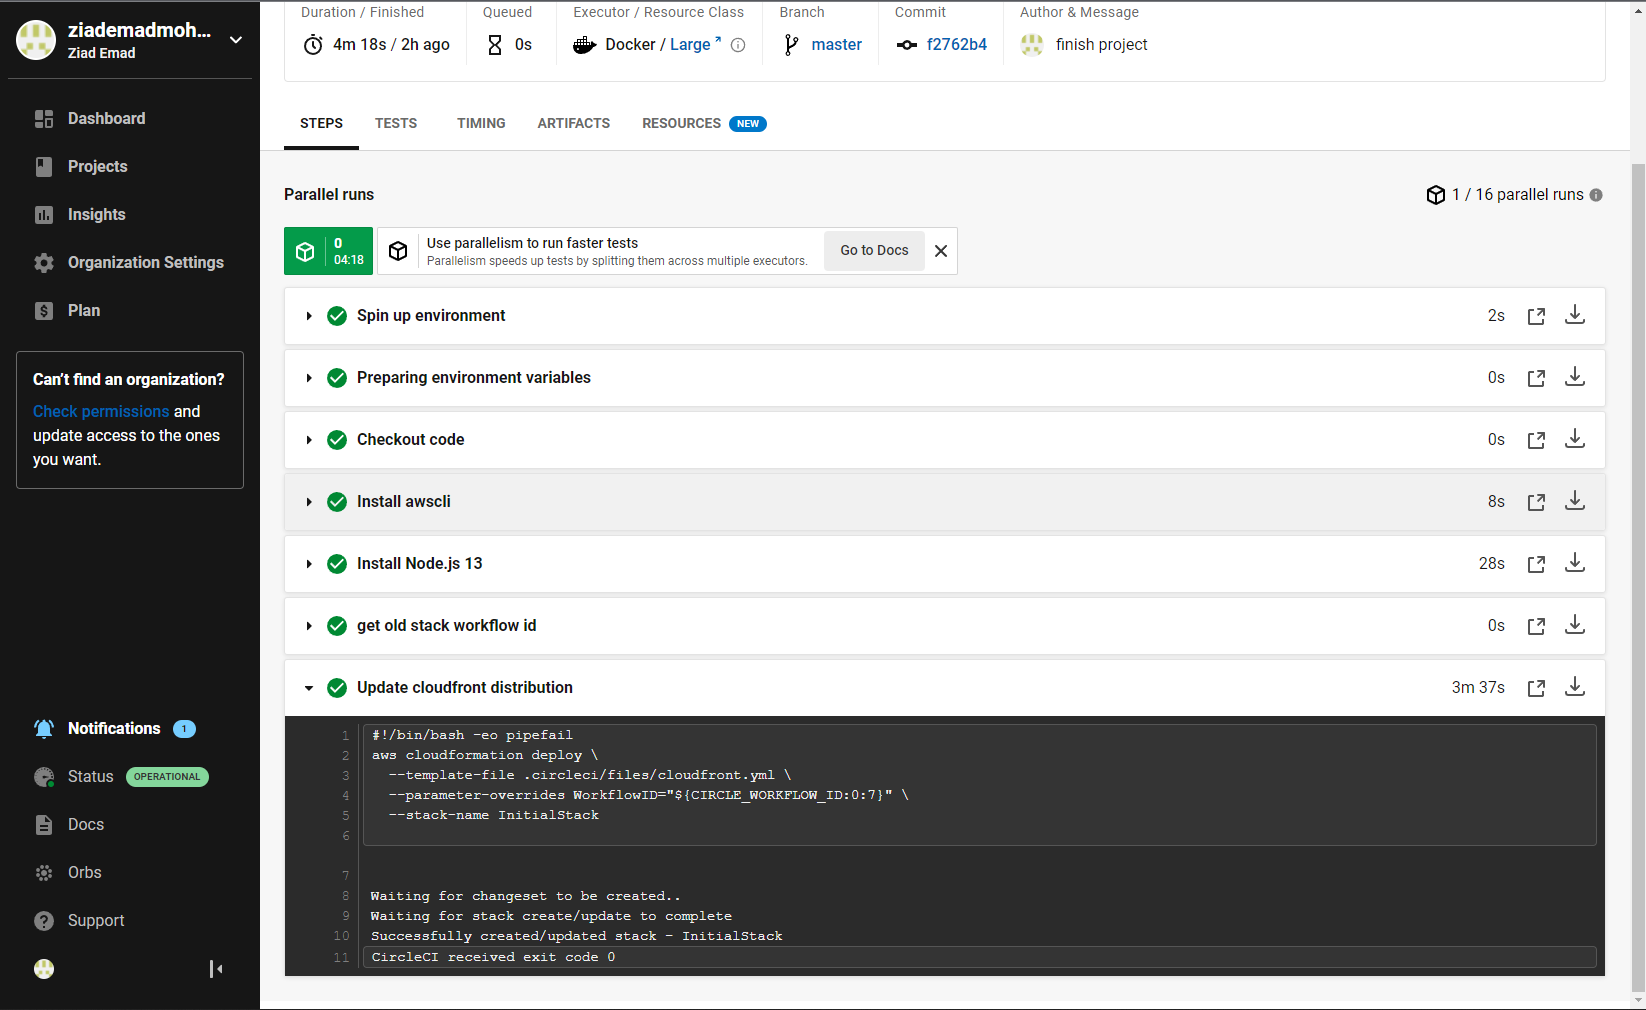 ziademadmoh...
Ziad Emad
Dashboard
Projects
Insights
Organization Settings
Plan
Can't find an organization?
Check permissions and
update access to the ones
you want.
Notifications 1
Status OPERATIONAL
Docs
Orbs
Support
Duration / Finished
4m 18s / 2h ago
Queued
0s
Executor / Resource Class
Docker / Large
Branch
master
Commit
f2762b4
Author & Message
finish project
STEPS TESTS TIMING ARTIFACTS RESOURCES NEW
Parallel runs
1 / 16 parallel runs
0
04:18
Use parallelism to run faster tests
Parallelism speeds up tests by splitting them across multiple executors.
Go to Docs
Spin up environment 2s
Preparing environment variables 0s
Checkout code 0s
Install awscli 8s
Install Node.js 13 28s
get old stack workflow id 0s
Update cloudfront distribution 3m 37s
1 #!/bin/bash -eo pipefail
2 aws cloudformation deploy \
3 --template-file .circleci/files/cloudfront.yml \
4 --parameter-overrides WorkflowID="${CIRCLE_WORKFLOW_ID:0:7}" \
5 --stack-name InitialStack
6
7
8 Waiting for changeset to be created..
9 Waiting for stack create/update to complete
10 Successfully created/updated stack - InitialStack
11 CircleCI received exit code 0